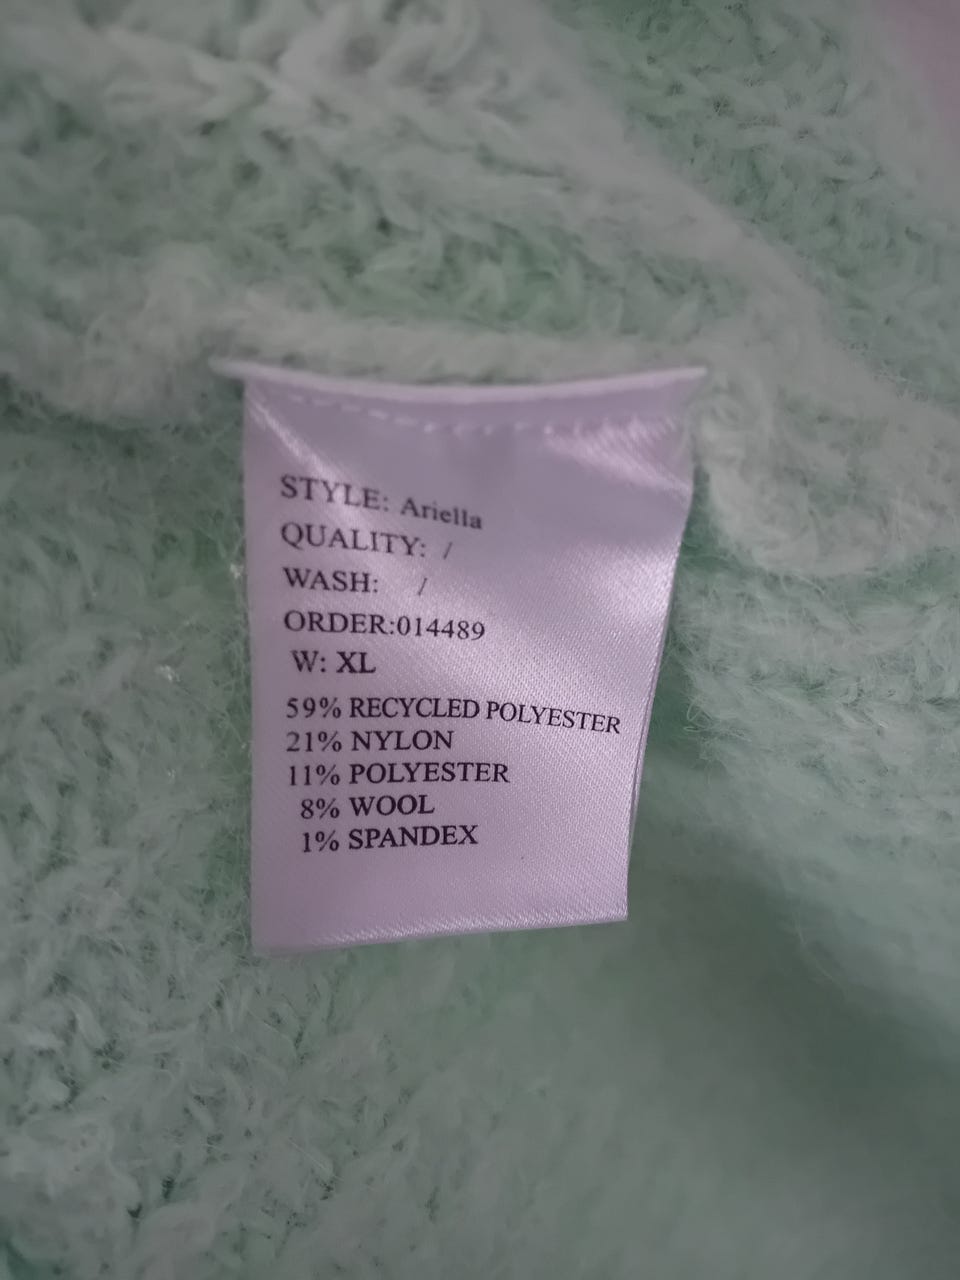 STYLE: Ariella
QUALITY: /
WASH: /
ORDER:014489
W: XL
59% RECYCLED POLYESTER
21% NYLON
11% POLYESTER
8% WOOL
1% SPANDEX